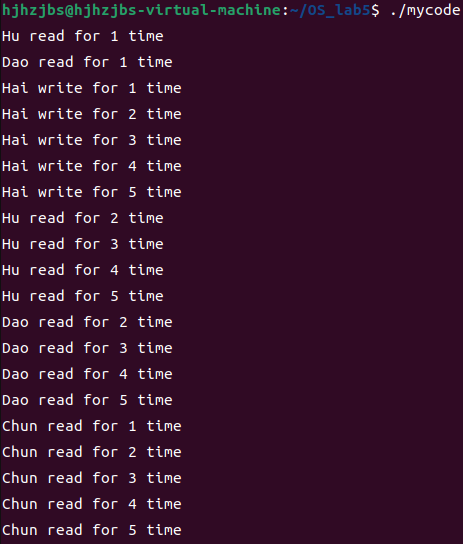 hjhzjbs@hjhzjbs-virtual-machine:~/OS_lab5$ ./mycode
Hu read for 1 time
Dao read for 1 time
Hai write for 1 time
Hai write for 2 time
Hai write for 3 time
Hai write for 4 time
Hai write for 5 time
Hu read for 2 time
Hu read for 3 time
Hu read for 4 time
Hu read for 5 time
Dao read for 2 time
Dao read for 3 time
Dao read for 4 time
Dao read for 5 time
Chun read for 1 time
Chun read for 2 time
Chun read for 3 time
Chun read for 4 time
Chun read for 5 time